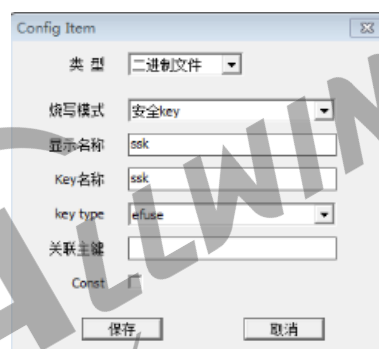 Config Item
类 型 二进制文件
烧写模式 安全key
显示名称 ssk
Key名称 ssk
key type efuse
关联主键
Const
保存 取消
ALLWIN